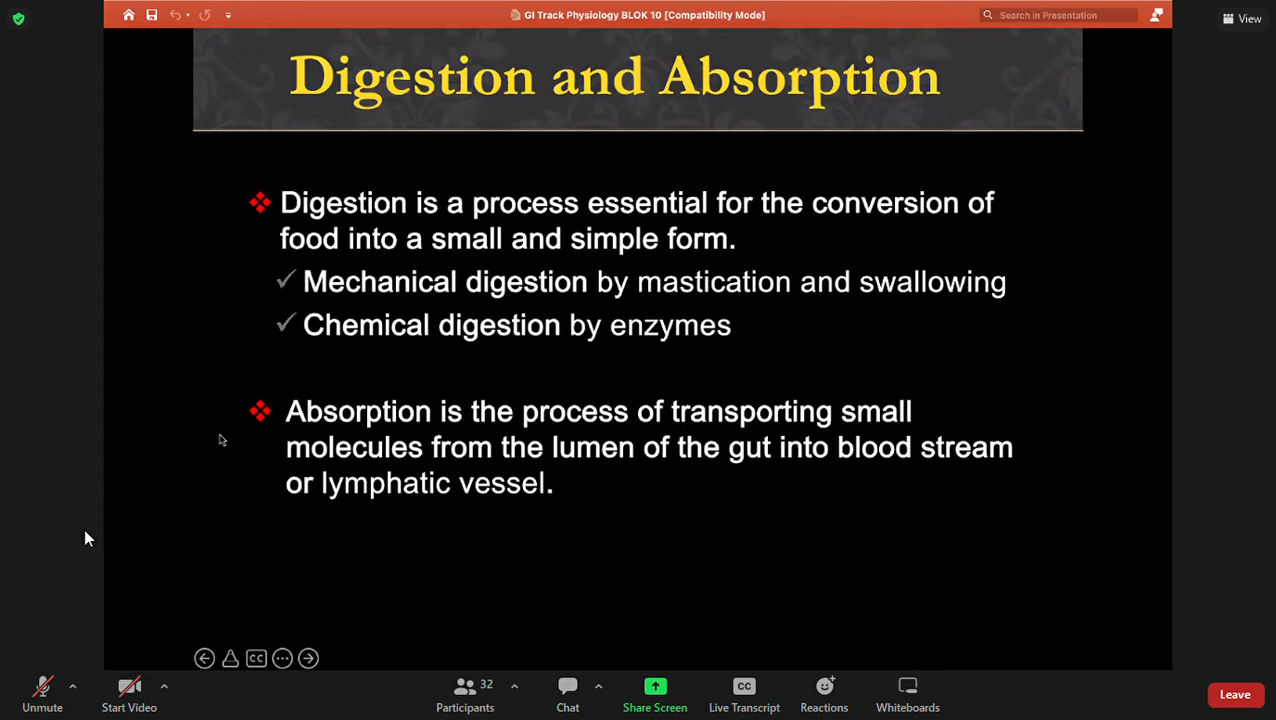 GI Track Physiology BLOK 10 [Compatibility Mode]
Search in Presentation
View
Digestion and Absorption
Digestion is a process essential for the conversion of
food into a small and simple form.
Mechanical digestion by mastication and swallowing
Chemical digestion by enzymes
Absorption is the process of transporting small
molecules from the lumen of the gut into blood stream
or lymphatic vessel.
CC
Unmute
Start Video
32
Participants
Chat
Share Screen
CC
Live Transcript
Reactions
Whiteboards
Leave